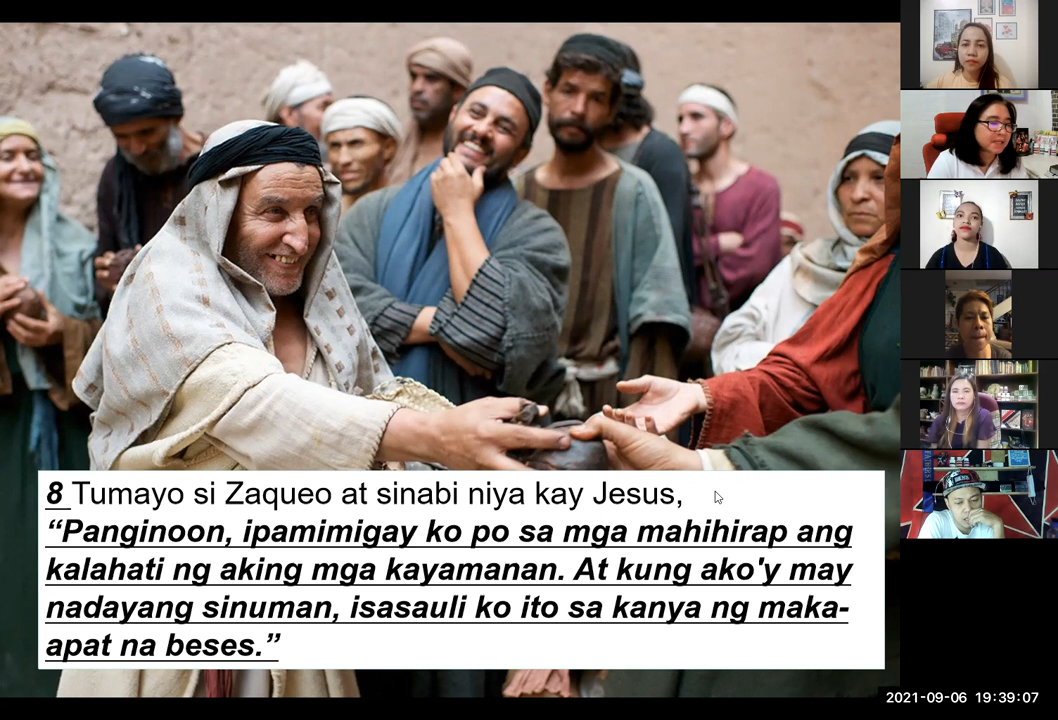 8 Tumayo si Zaqueo at sinabi niya kay Jesus,
“Panginoon, ipamimigay ko po sa mga mahihirap ang
kalahati ng aking mga kayamanan. At kung ako'y may
nadayang sinuman, isasauli ko ito sa kanya ng maka-
apat na beses.”
2021-09-06 19:39:07